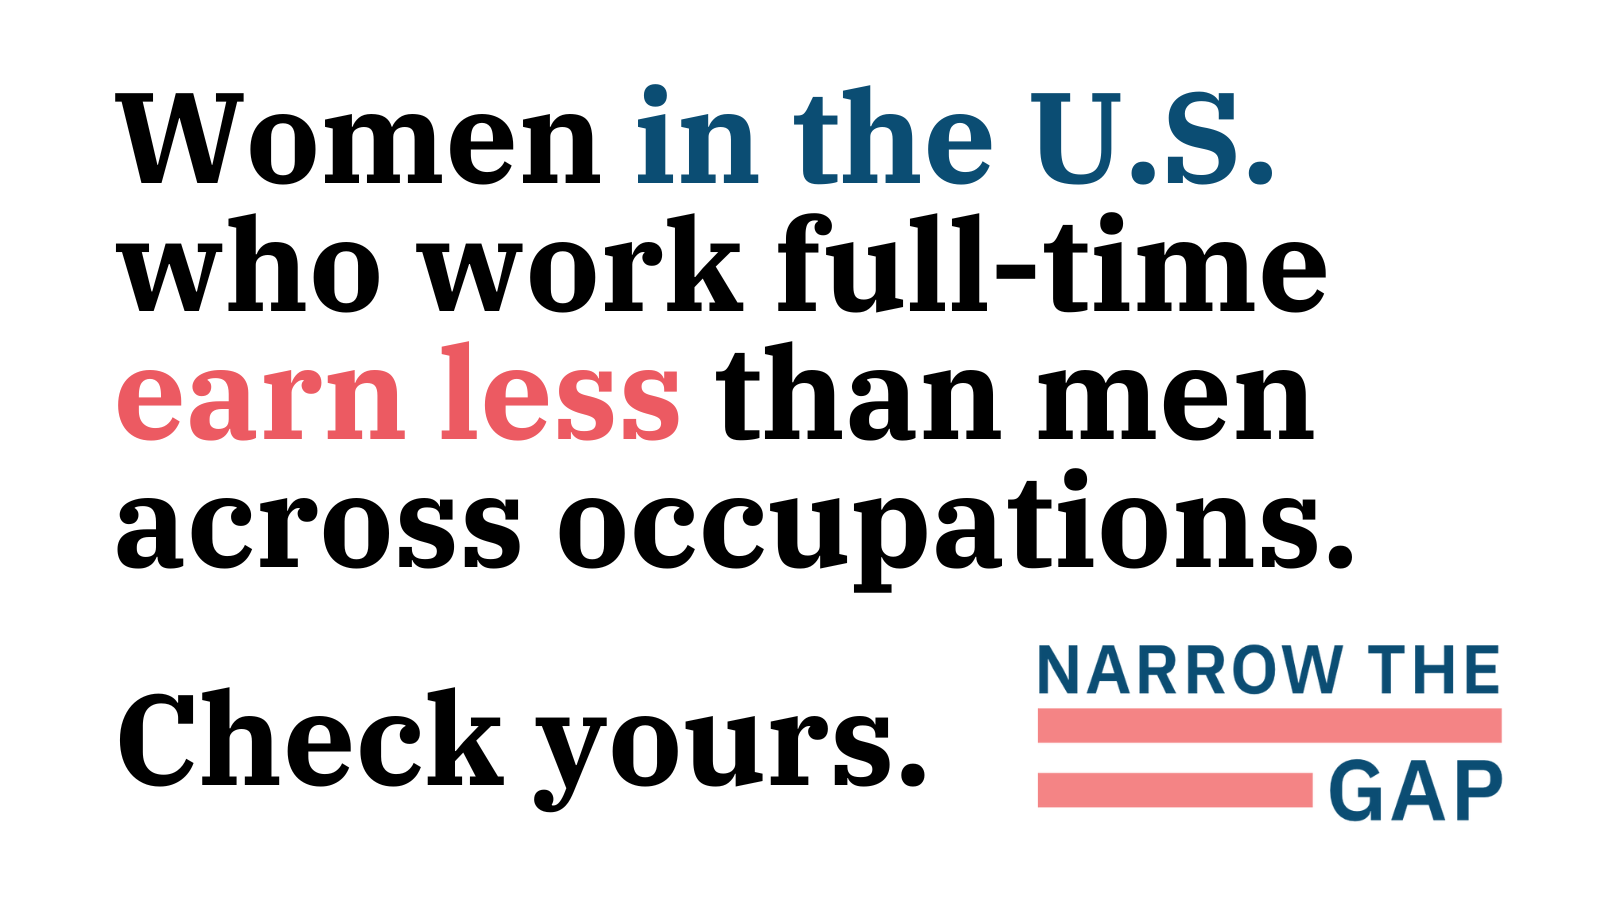 Women in the U.S.
who work full-time
earn less than men
across occupations.
Check yours.
NARROW THE
GAP